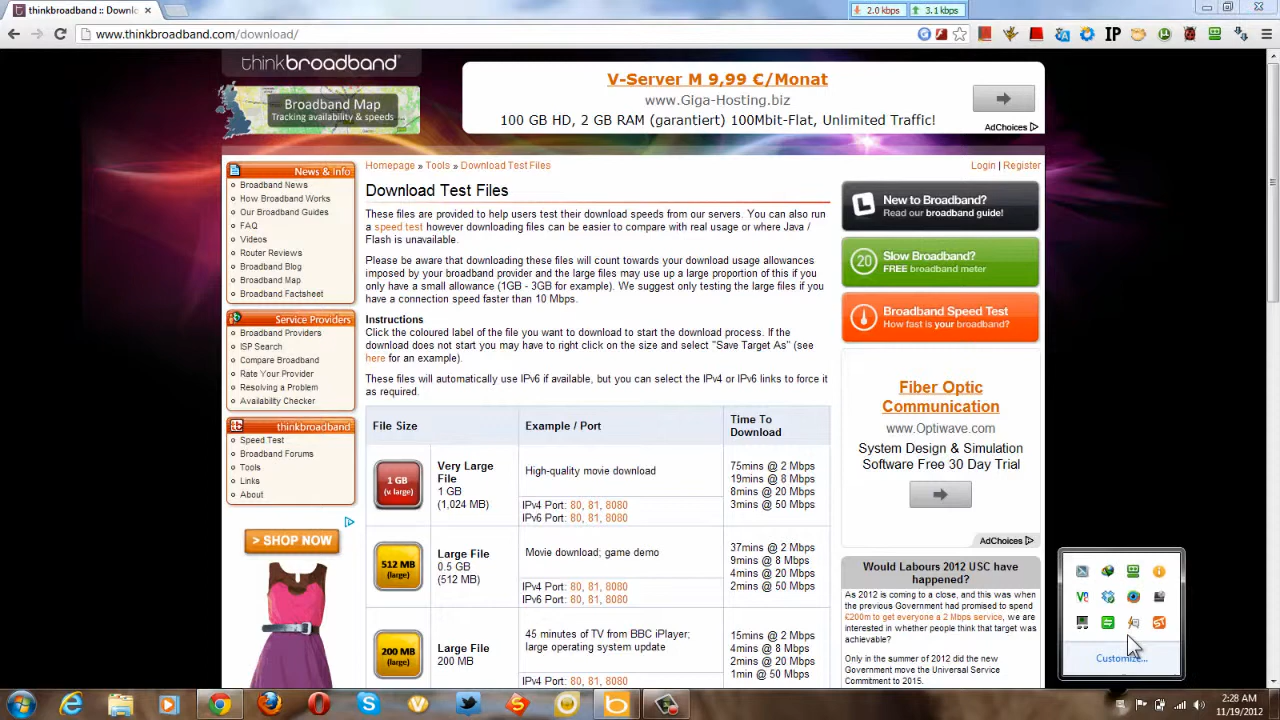 thinkbroadband :: Downlo
2.0 kbps
3.1 kbps
www.thinkbroadband.com/download/
IP
thinkbroadband
Broadband Map
Tracking availability & speeds
V-Server M 9,99 €/Monat
www.Giga-Hosting.biz
100 GB HD, 2 GB RAM (garantiert) 100Mbit-Flat, Unlimited Traffic!
AdChoices
News & Info
Broadband News
How Broadband Works
Our Broadband Guides
FAQ
Videos
Router Reviews
Broadband Blog
Broadband Map
Broadband Factsheet
Service Providers
Broadband Providers
ISP Search
Compare Broadband
Rate Your Provider
Resolving a Problem
Availability Checker
thinkbroadband
Speed Test
Broadband Forums
Tools
Links
About
> SHOP NOW
Homepage » Tools » Download Test Files
Login | Register
Download Test Files
These files are provided to help users test their download speeds from our servers. You can also run
a speed test however downloading files can be easier to compare with real usage or where Java /
Flash is unavailable.
Please be aware that downloading these files will count towards your download usage allowances
imposed by your broadband provider and the large files may use up a large proportion of this if you
only have a small allowance (1GB - 3GB for example). We suggest only testing the large files if you
have a connection speed faster than 10 Mbps.
Instructions
Click the coloured label of the file you want to download to start the download process. If the
download does not start you may have to right click on the size and select "Save Target As" (see
here for an example).
These files will automatically use IPv6 if available, but you can select the IPv4 or IPv6 links to force it
as required.
File Size
Example / Port
Time To
Download
1 GB
(v. large)
Very Large
File
1 GB
(1,024 MB)
High-quality movie download
IPv4 Port: 80, 81, 8080
IPv6 Port: 80, 81, 8080
75mins @ 2 Mbps
19mins @ 8 Mbps
8mins @ 20 Mbps
3mins @ 50 Mbps
512 MB
(large)
Large File
0.5 GB
(512 MB)
Movie download; game demo
IPv4 Port: 80, 81, 8080
IPv6 Port: 80, 81, 8080
37mins @ 2 Mbps
9mins @ 8 Mbps
4mins @ 20 Mbps
2mins @ 50 Mbps
200 MB
(large)
Large File
200 MB
45 minutes of TV from BBC iPlayer;
large operating system update
IPv4 Port: 80, 81, 8080
15mins @ 2 Mbps
4mins @ 8 Mbps
2mins @ 20 Mbps
1min @ 50 Mbps
New to Broadband?
Read our broadband guide!
20
Slow Broadband?
FREE broadband meter
Broadband Speed Test
How fast is your broadband?
Fiber Optic
Communication
www.Optiwave.com
System Design & Simulation
Software Free 30 Day Trial
AdChoices
Would Labours 2012 USC have
happened?
As 2012 is coming to a close, and this was when
the previous Government had promised to spend
£200m to get everyone a 2 Mbps service, we are
interested in whether people think that target was
achievable?
Only in the summer of 2012 did the new
Government move the Universal Service
Commitment to 2015.
Customize...
2:28 AM
11/19/2012